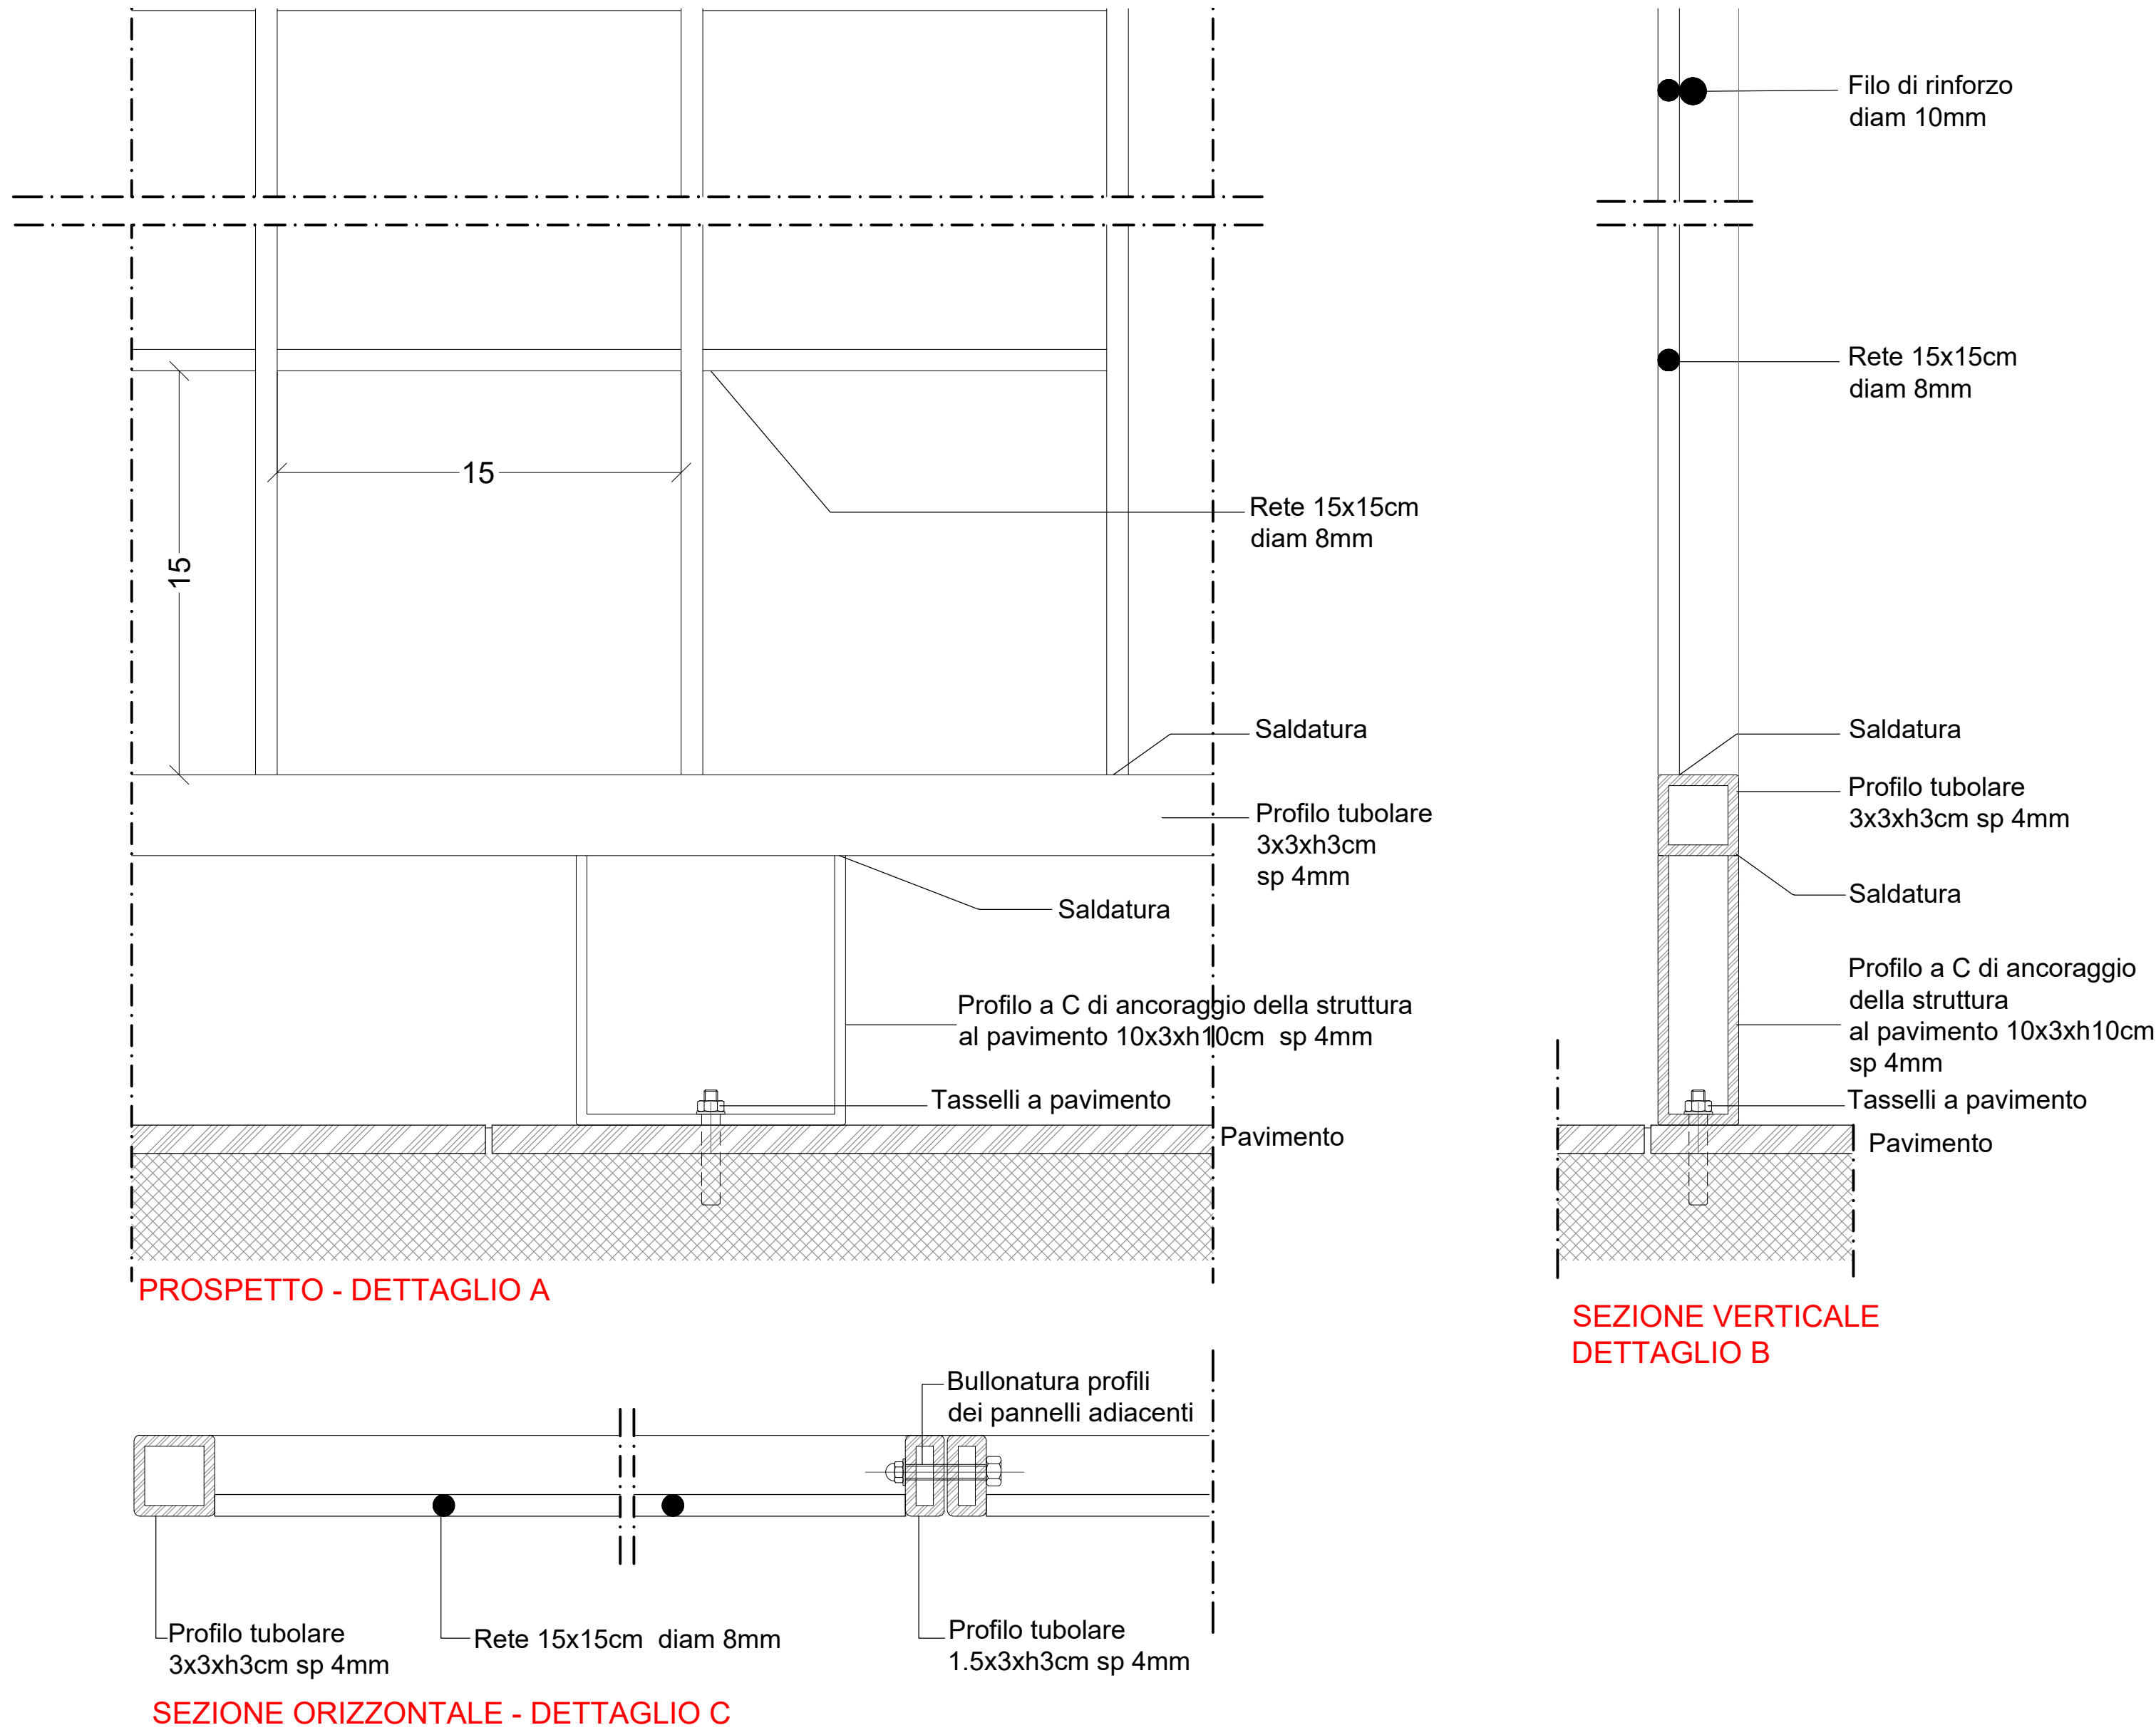 Filo di rinforzo
diam 10mm
Rete 15x15cm
diam 8mm
15
15
Rete 15x15cm
diam 8mm
Saldatura
Profilo tubolare
3x3xh3cm
sp 4mm
Saldatura
Profilo a C di ancoraggio della struttura
al pavimento 10x3xh10cm  sp 4mm
Tasselli a pavimento
Pavimento
Saldatura
Profilo tubolare
3x3xh3cm sp 4mm
Saldatura
Profilo a C di ancoraggio
della struttura
al pavimento 10x3xh10cm
sp 4mm
Tasselli a pavimento
Pavimento
PROSPETTO - DETTAGLIO A
SEZIONE VERTICALE
DETTAGLIO B
Bullonatura profili
dei pannelli adiacenti
Profilo tubolare
3x3xh3cm sp 4mm
Rete 15x15cm  diam 8mm
Profilo tubolare
1.5x3xh3cm sp 4mm
SEZIONE ORIZZONTALE - DETTAGLIO C